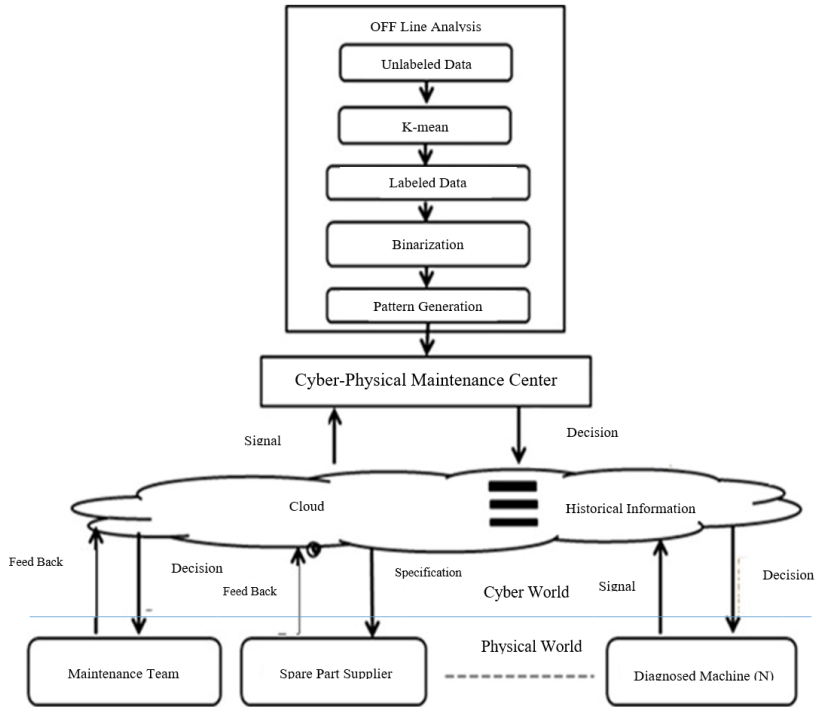 OFF Line Analysis
Unlabeled Data
K-mean
Labeled Data
Binarization
Pattern Generation
Cyber-Physical Maintenance Center
Signal
Decision
Cloud
Historical Information
Feed Back
Decision
Feed Back
Specification
Cyber World
Signal
Decision
Physical World
Maintenance Team
Spare Part Supplier
Diagnosed Machine (N)